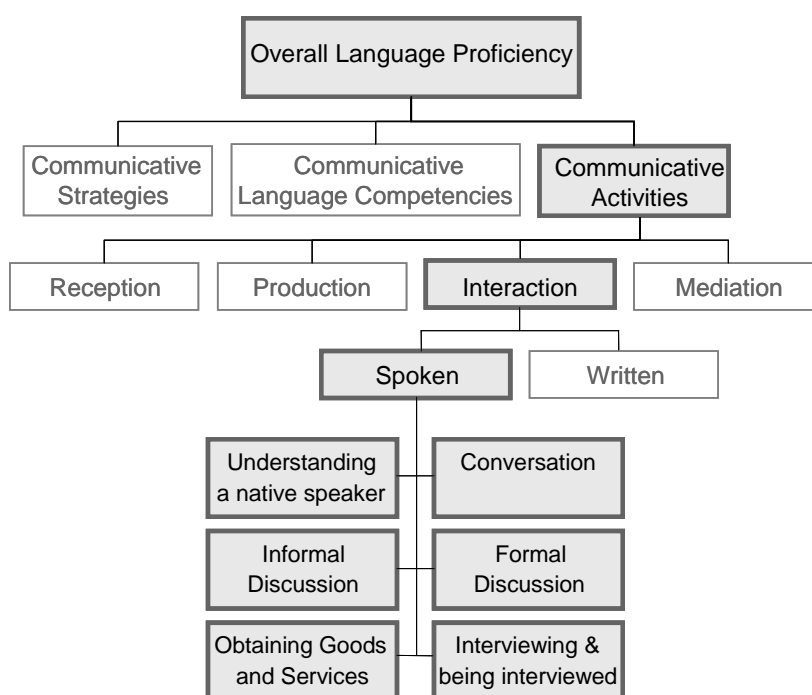 Overall Language Proficiency
Communicative
Strategies
Communicative
Language Competencies
Communicative
Activities
Reception
Production
Interaction
Mediation
Spoken
Written
Understanding
a native speaker
Conversation
Informal
Discussion
Formal
Discussion
Obtaining Goods
and Services
Interviewing &
being interviewed